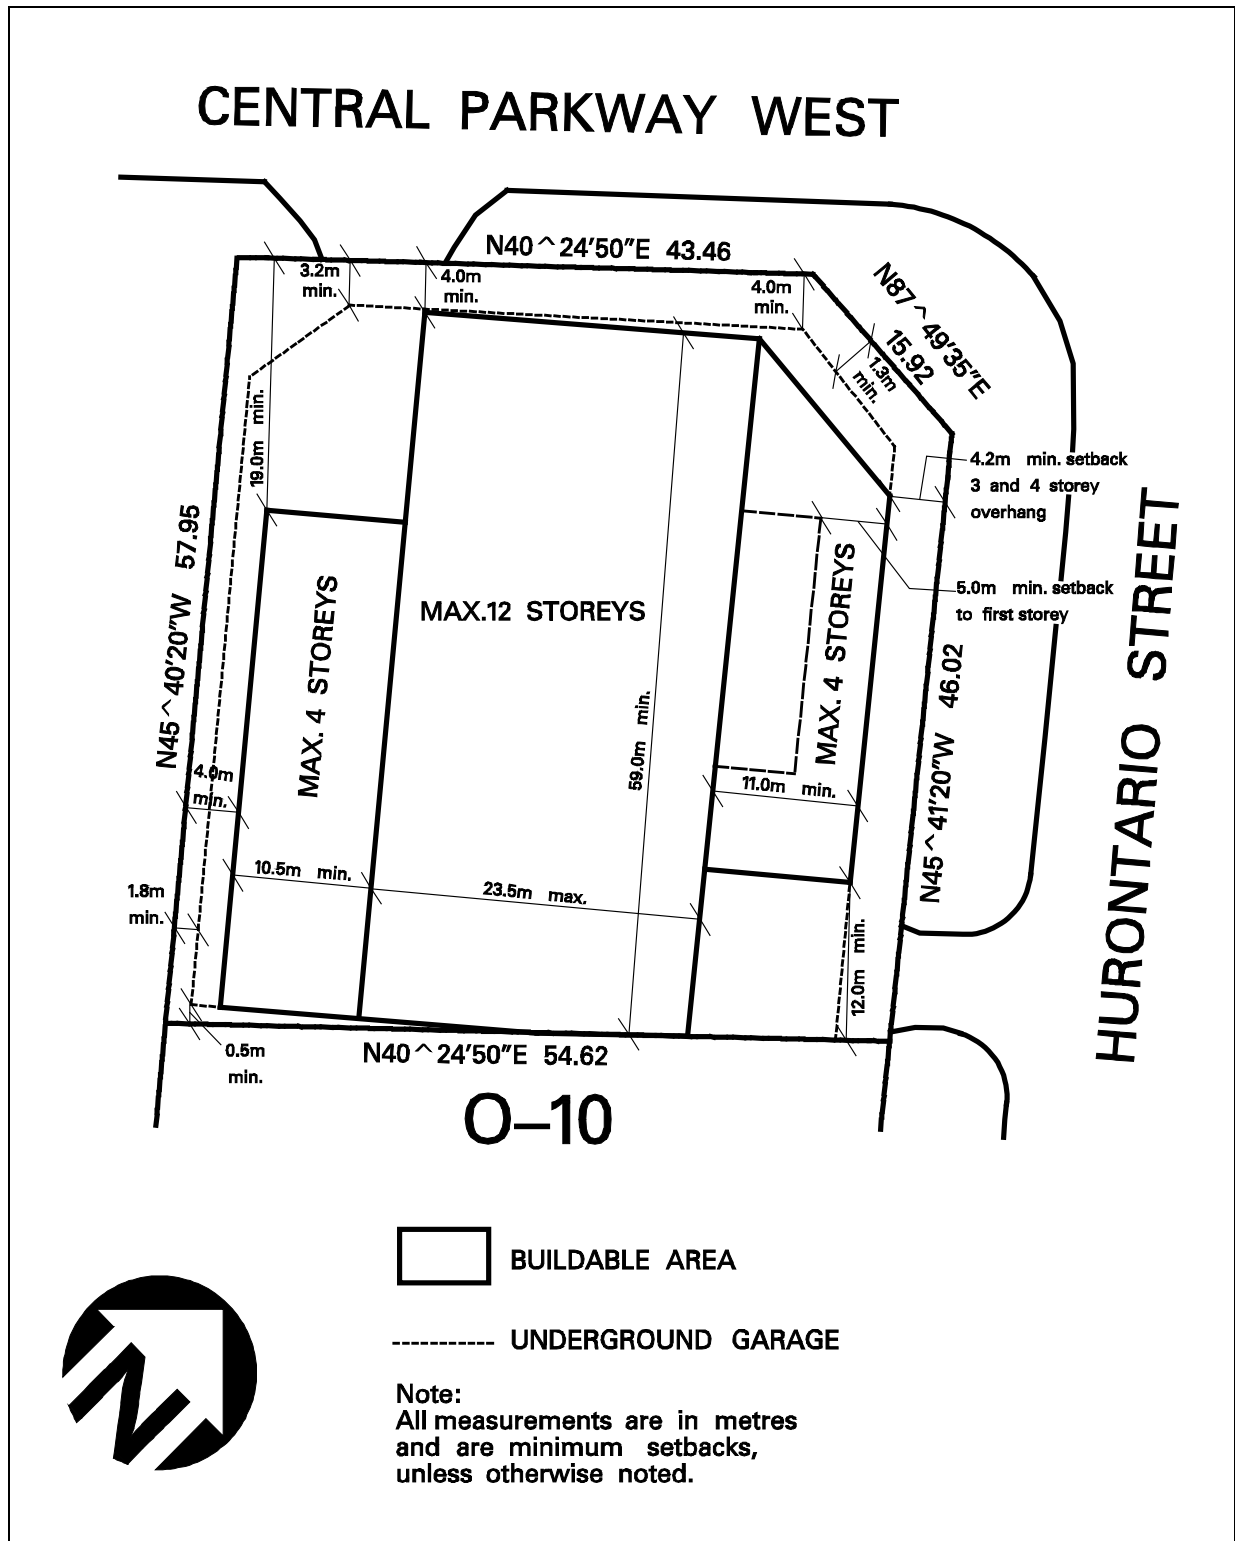 CENTRAL PARKWAY WEST
N40^24'50"E 43.46
3.2m
min.
4.0m
min.
4.0m
min.
N87^49'35"E
15.92
1.3m
min.
19.0m min.
4.2m min. setback
3 and 4 storey
overhang
5.0m min. setback
to first storey
N45^40'20"W 57.95
MAX. 4 STOREYS
MAX.12 STOREYS
MAX. 4 STOREYS
59.0m min.
HURONTARIO STREET
N45^41'20"W 46.02
4.0m
min.
11.0m min.
10.5m min.
23.5m max.
1.8m
min.
12.0m min.
0.5m
min.
N40^24'50"E 54.62
O-10
BUILDABLE AREA
UNDERGROUND GARAGE
Note:
All measurements are in metres
and are minimum setbacks,
unless otherwise noted.
N